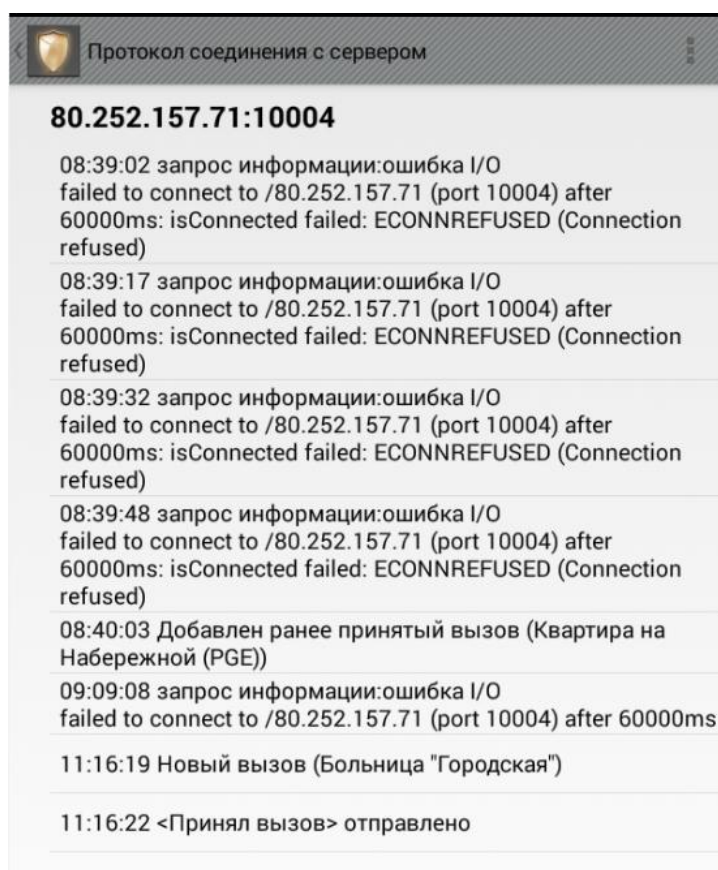 Протокол соединения с сервером
80.252.157.71:10004
08:39:02 запрос информации:ошибка I/O
failed to connect to /80.252.157.71 (port 10004) after
60000ms: isConnected failed: ECONNREFUSED (Connection
refused)
08:39:17 запрос информации:ошибка I/O
failed to connect to /80.252.157.71 (port 10004) after
60000ms: isConnected failed: ECONNREFUSED (Connection
refused)
08:39:32 запрос информации:ошибка I/O
failed to connect to /80.252.157.71 (port 10004) after
60000ms: isConnected failed: ECONNREFUSED (Connection
refused)
08:39:48 запрос информации:ошибка I/O
failed to connect to /80.252.157.71 (port 10004) after
60000ms: isConnected failed: ECONNREFUSED (Connection
refused)
08:40:03 Добавлен ранее принятый вызов (Квартира на
Набережной (PGE))
09:09:08 запрос информации:ошибка I/O
failed to connect to /80.252.157.71 (port 10004) after 60000ms
11:16:19 Новый вызов (Больница "Городская")
11:16:22 <Принял вызов> отправлено